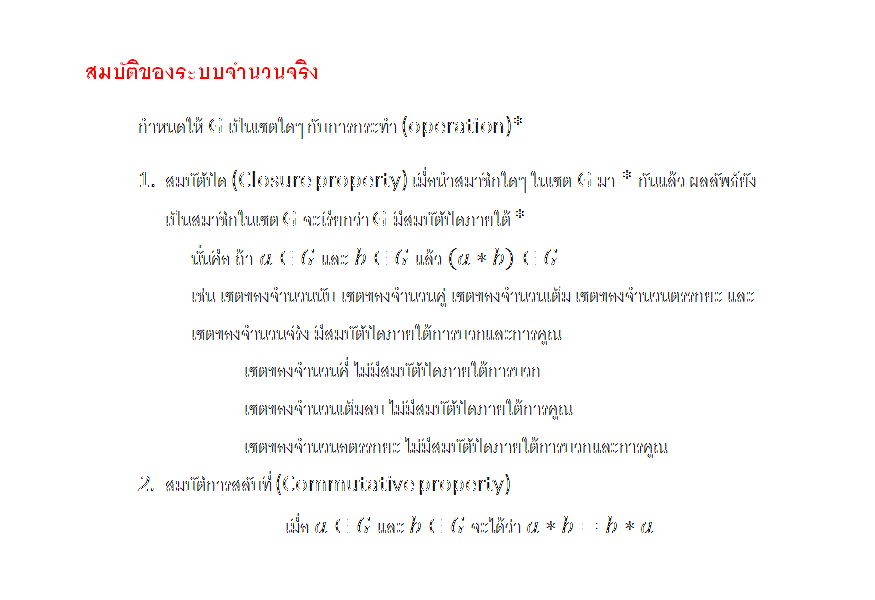 สมบัติของระบบจำนวนจริง
กำหนดให้ G เป็นเซตใดๆ กับการกระทำ (operation)*
1. สมบัติปิด (Closure property) เมื่อนำสมาชิกใดๆ ในเซต G มา * กันแล้ว ผลลัพธ์ยัง
เป็นสมาชิกในเซต G จะเรียกว่า G มีสมบัติปิดภายใต้ *
นั่นคือ ถ้า a ∈ G และ b ∈ G แล้ว (a ∗ b) ∈ G
เช่น เซตของจำนวนนับ เซตของจำนวนคู่ เซตของจำนวนเต็ม เซตของจำนวนตรรกยะ และ
เซตของจำนวนจริง มีสมบัติปิดภายใต้การบวกและการคูณ
เซตของจำนวนคี่ ไม่มีสมบัติปิดภายใต้การบวก
เซตของจำนวนเต็มลบ ไม่มีสมบัติปิดภายใต้การคูณ
เซตของจำนวนอตรรกยะ ไม่มีสมบัติปิดภายใต้การบวกและการคูณ
2. สมบัติการสลับที่ (Commutative property)
เมื่อ a ∈ G และ b ∈ G จะได้ว่า a ∗ b = b ∗ a